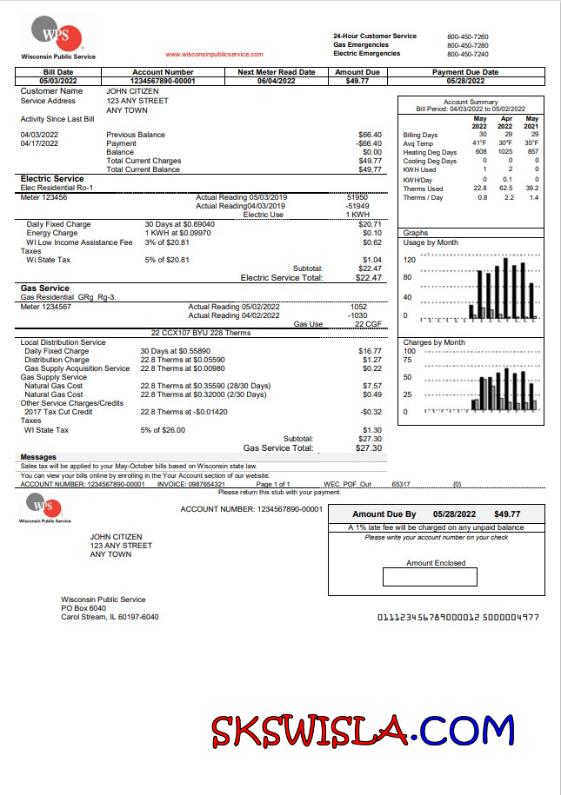 WPS
Wisconsin Public Service
www.wisconsinpublicservice.com
24-Hour Customer Service 800-450-7260
Gas Emergencies 800-450-7280
Electric Emergencies 800-450-7240
Bill Date Account Number Next Meter Read Date Amount Due Payment Due Date
05/03/2022 1234567890-00001 06/04/2022 $49.77 05/28/2022
Customer Name JOHN CITIZEN
Service Address 123 ANY STREET
ANY TOWN
Activity Since Last Bill
04/03/2022 Previous Balance $66.40
04/17/2022 Payment -$66.40
Balance $0.00
Total Current Charges $49.77
Total Current Balance $49,77
Account Summary
Bill Period: 04/03/2022 to 05/02/2022
May Apr May
2022 2022 2021
Billing Days 30 29 29
Avq Temp 41°F 30°F 35°F
Heating Deg Days 608 1025 857
Cooling Deg Days 0 0 0
KWH Used 1 2 0
KWH/Day 0 0.1 0
Therms Used 22.8 62.5 39.2
Therms / Day 0.8 2.2 1.4
Electric Service
Elec Residential Ro-1
Meter 123456 Actual Reading 05/03/2019 51950
Actual Reading04/03/2019 -51949
Electric Use 1 KWH
Daily Fixed Charge 30 Days at $0.69040 $20.71
Energy Charge 1 KWH at $0.09970 $0.10
WI Low Income Assistance Fee 3% of $20.81 $0.62
Taxes
Wi State Tax 5% of $20.81 $1.04
Subtotal: $22.47
Electric Service Total: $22.47
Graphs
Usage by Month
120
80
40
0
Gas Service
Gas Residential GRg Rg-3.
Meter 1234567 Actual Reading 05/02/2022 1052
Actual Reading 04/02/2022 -1030
Gas Use 22 CGF
22 CCX107 BYU 228 Therms
Local Distribution Service
Daily Fixed Charge 30 Days at $0.55890 $16.77
Distribution Charge 22.8 Therms at $0.05590 $1.27
Gas Supply Acquisition Service 22.8 Therms at $0.00980 $0.22
Gas Supply Service
Natural Gas Cost 22.8 Therms at $0.35590 (28/30 Days) $7.57
Natural Gas Cost 22.8 Therms at $0.32000 (2/30 Days) $0.49
Other Service Charges/Credits
2017 Tax Cut Credit 22.8 Therms at -$0.01420 -$0.32
Taxes
WI State Tax 5% of $26.00 $1.30
Subtotal: $27.30
Gas Service Total: $27.30
Charges by Month
100
75
50
25
0
Messages
Sales tax will be applied to your May-October bills based on Wisconsin state law.
You can view your bills online by enrolling in the Your Account section of our website.
ACCOUNT NUMBER: 1234567890-00001 INVOICE: 0987654321 Page 1 of 1 WEC_POF_Out 65317 (0)
Please return this stub with your payment.
WPS
Wisconsin Public Service
ACCOUNT NUMBER: 1234567890-00001
Amount Due By 05/28/2022 $49.77
A 1% late fee will be charged on any unpaid balance
Please write your account number on your check
Amount Enclosed
JOHN CITIZEN
123 ANY STREET
ANY TOWN
Wisconsin Public Service
PO Box 6040
Carol Stream, IL 60197-6040
0111234567890000012 5000004977
SKSWISLA.COM